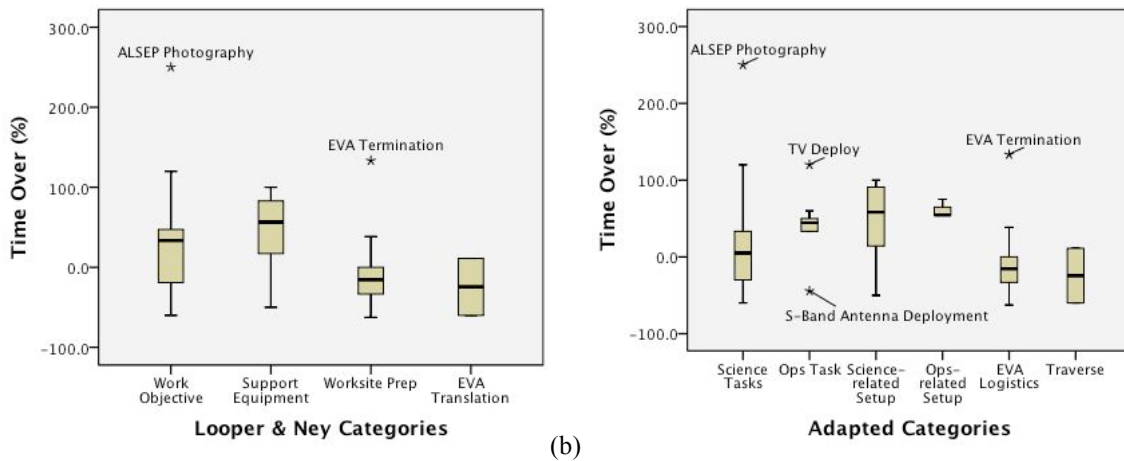 300.0
200.0
100.0
0.0
-100.0
Time Over (%)
ALSEP Photography
EVA Termination
Work
Objective
Support
Equipment
Worksite Prep
EVA
Translation
Looper & Ney Categories
(b)
300.0
200.0
100.0
0.0
-100.0
Time Over (%)
ALSEP Photography
TV Deploy
EVA Termination
S-Band Antenna Deployment
Science
Tasks
Ops Task
Science-
related
Setup
Ops-
related
Setup
EVA
Logistics
Traverse
Adapted Categories